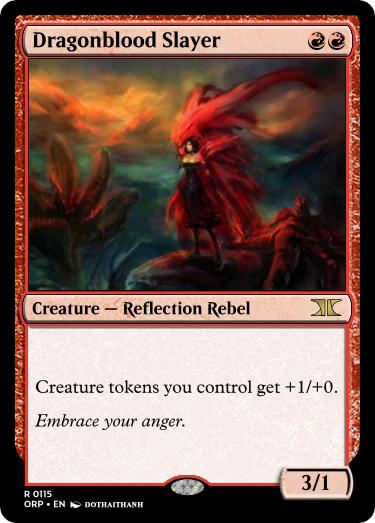 Dragonblood Slayer
Creature — Reflection Rebel
Creature tokens you control get +1/+0.
Embrace your anger.
3/1
R 0115
ORP • EN DOTHAITHANH